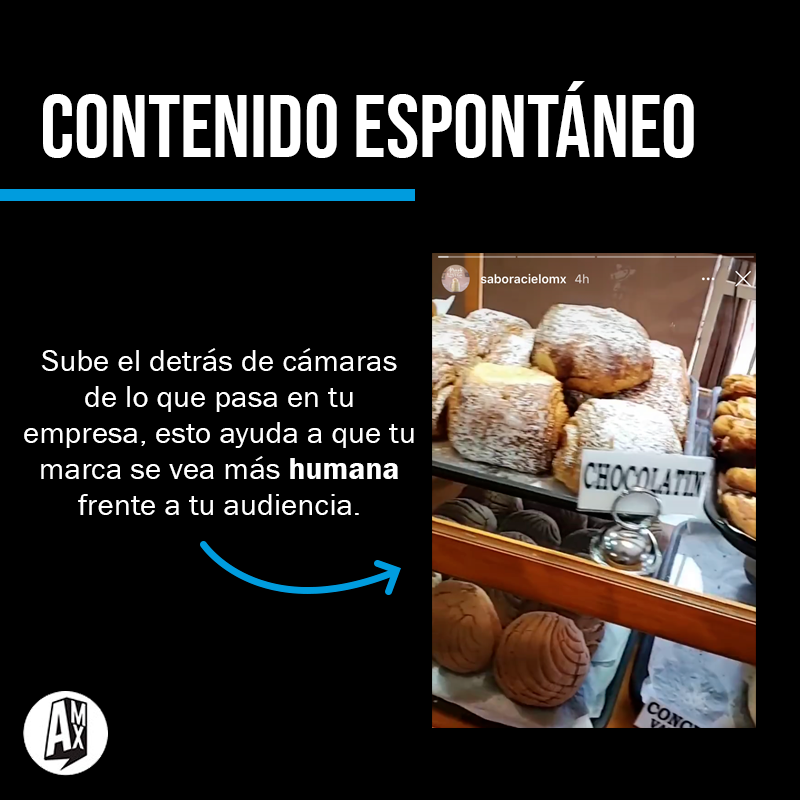 CONTENIDO ESPONTÁNEO
saboracielomx 4h
Sube el detrás de cámaras
de lo que pasa en tu
empresa, esto ayuda a que tu
marca se vea más humana
frente a tu audiencia.
CHOCOLATIN
AMX